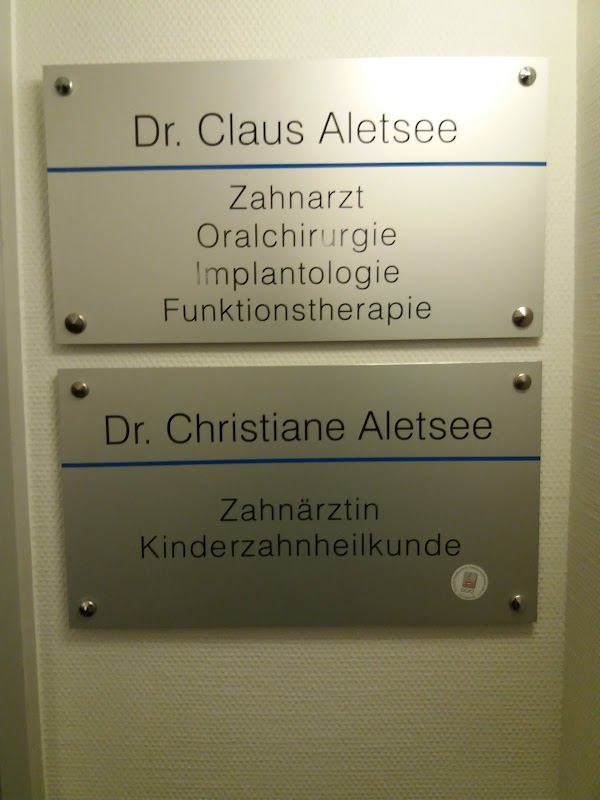 Dr. Claus Aletsee
Zahnarzt
Oralchirurgie
Implantologie
Funktionstherapie
Dr. Christiane Aletsee
Zahnärztin
Kinderzahnheilkunde